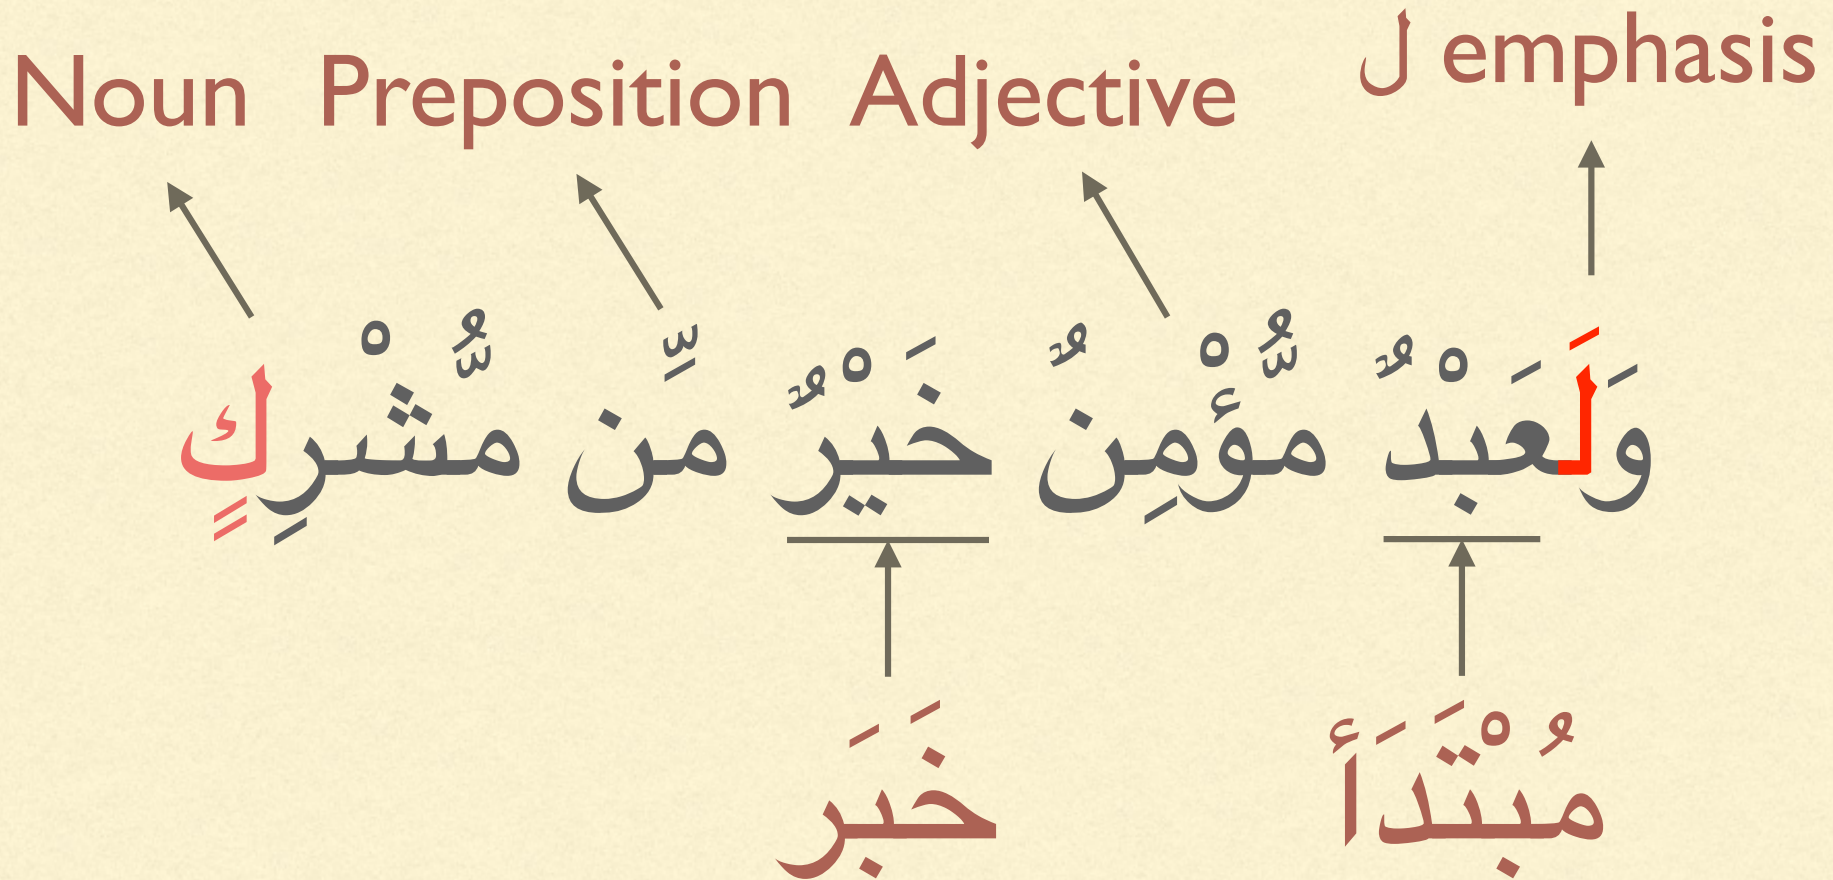 Noun Preposition Adjective ل emphasis
وَلَعَبْدٌ مُّؤْمِنٌ خَيْرٌ مِّن مُّشْرِكٍ
مُبْتَدَأ خَبَر